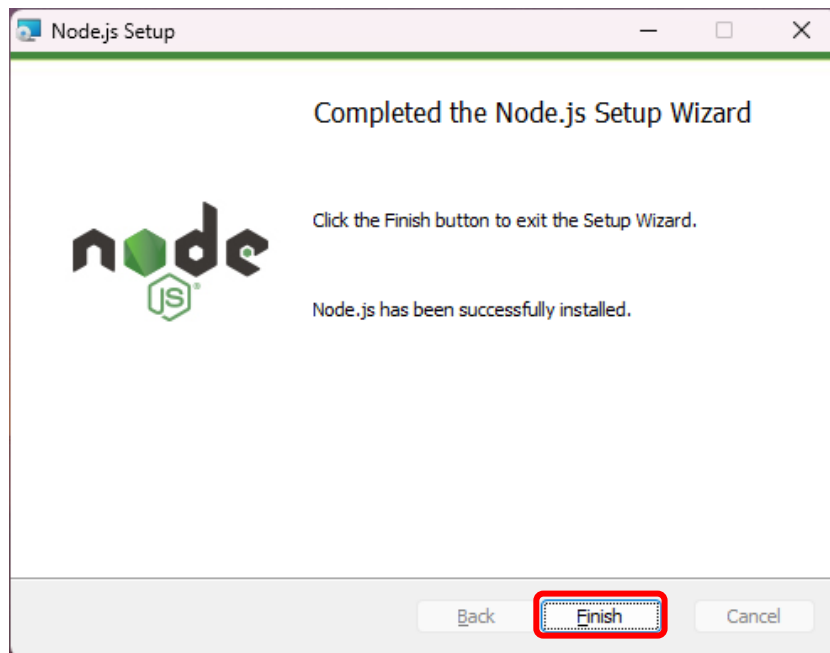 Node.js Setup
Completed the Node.js Setup Wizard
Click the Finish button to exit the Setup Wizard.
node
JS®
Node.js has been successfully installed.
Back Finish Cancel